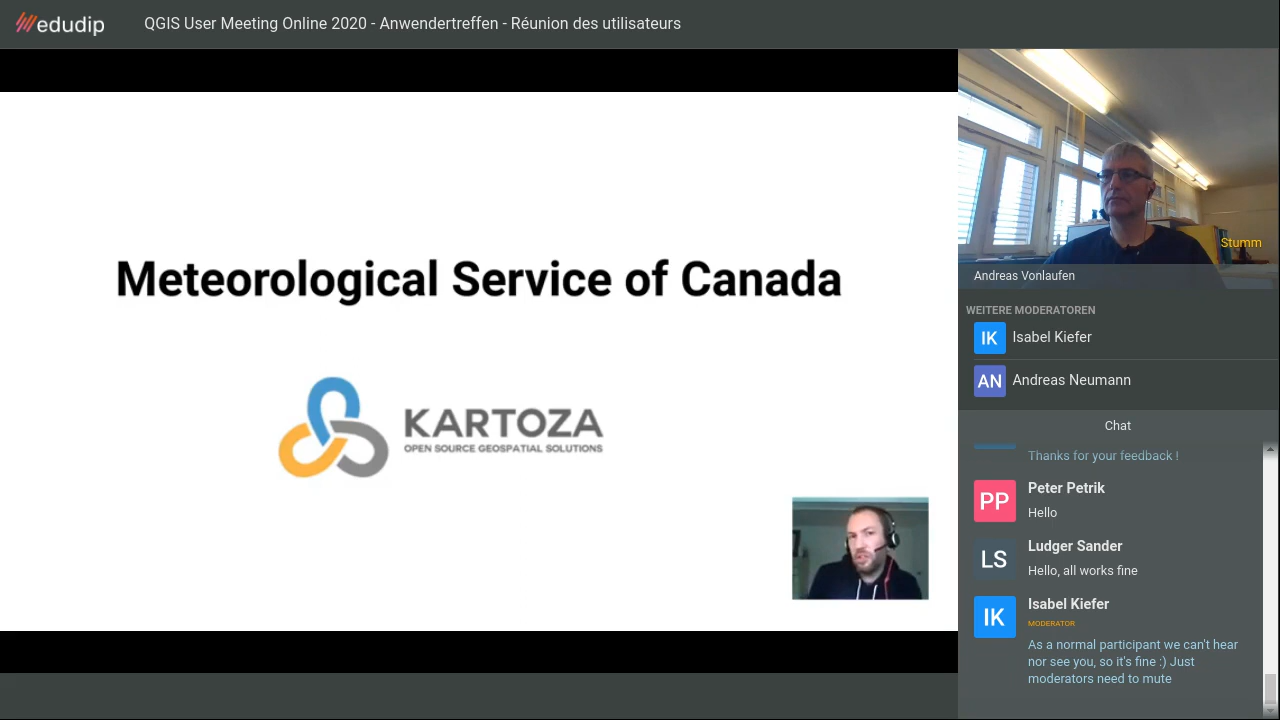 edudip
QGIS User Meeting Online 2020 - Anwendertreffen - Réunion des utilisateurs
Meteorological Service of Canada
KARTOZA
OPEN SOURCE GEOSPATIAL SOLUTIONS
Stumm
Andreas Vonlaufen
WEITERE MODERATOREN
IK
Isabel Kiefer
AN
Andreas Neumann
Chat
Thanks for your feedback !
PP
Peter Petrik
Hello
LS
Ludger Sander
Hello, all works fine
IK
Isabel Kiefer
MODERATOR
As a normal participant we can't hear
nor see you, so it's fine :) Just
moderators need to mute